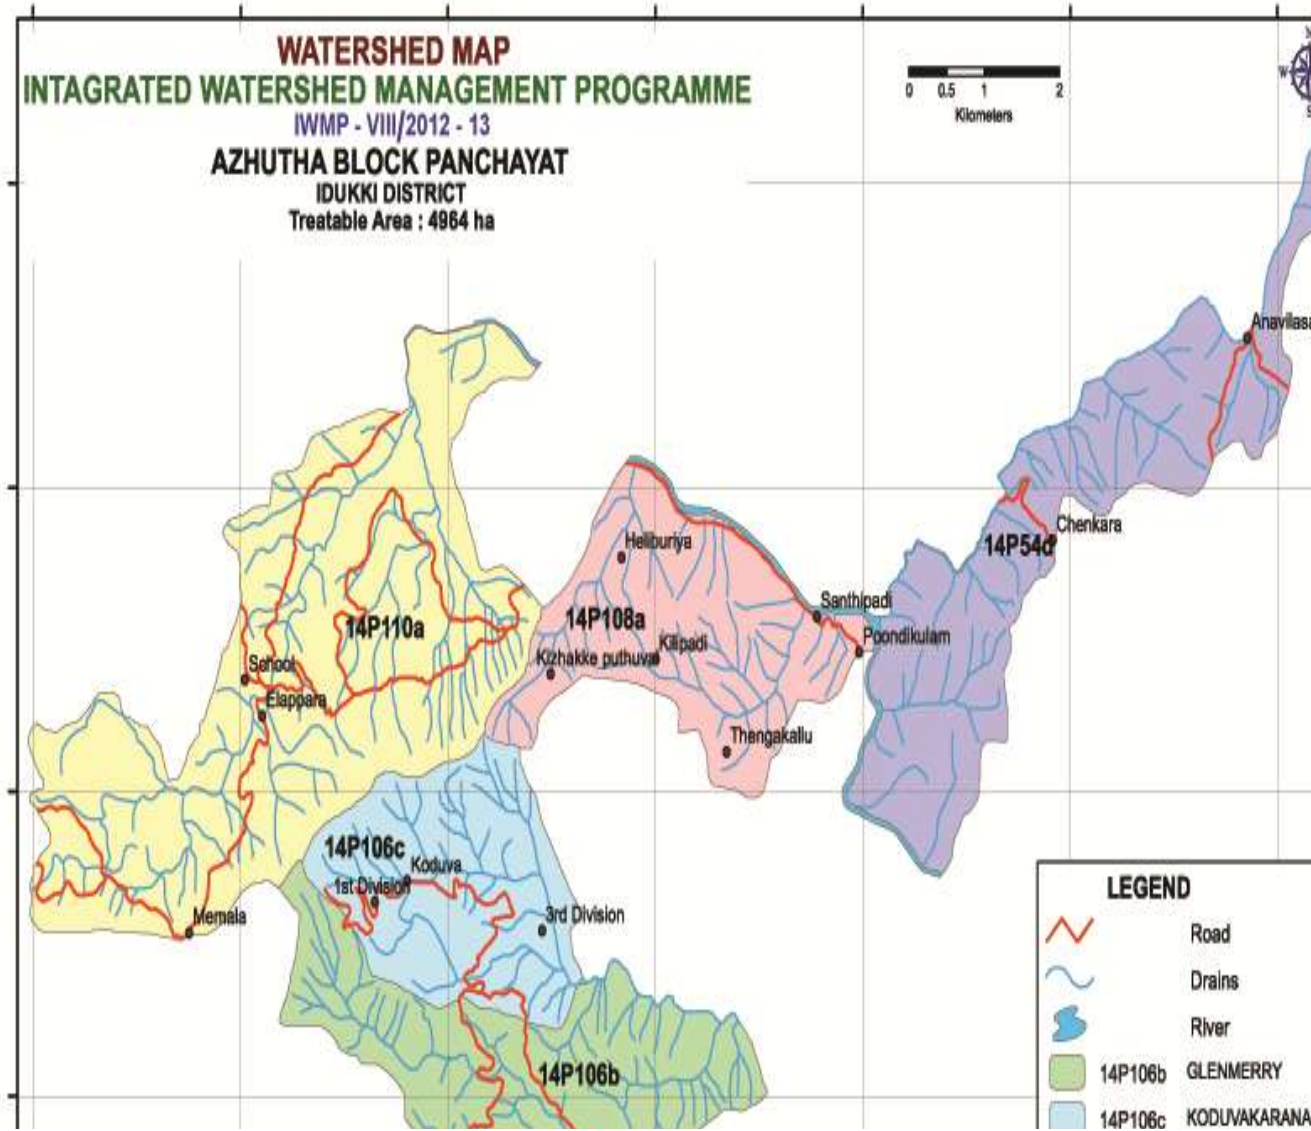 WATERSHED MAP
INTAGRATED WATERSHED MANAGEMENT PROGRAMME
IWMP - VIII/2012 - 13
AZHUTHA BLOCK PANCHAYAT
IDUKKI DISTRICT
Treatable Area : 4964 ha
0 0.5 1 2
Kilometers
W
Anavilasa
Chenkara
14P54d
Heliburiya
Santhipadi
14P108a
14P110a
Poondikulam
Kilipadi
Kizhakke puthuval
School
Elappara
Thengakallu
14P106c
Koduva
1st Division
3rd Division
Memala
14P106b
LEGEND
Road
Drains
River
14P106b GLENMERRY
14P106c KODUVAKARANA